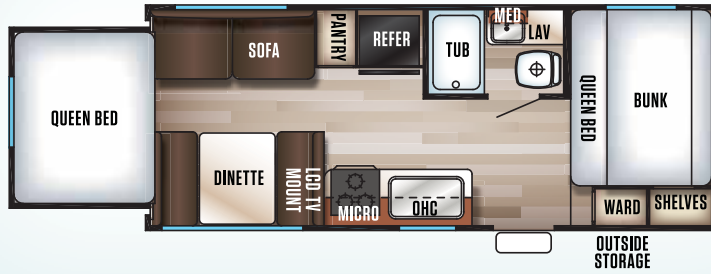 MED
PANTRY
REFER
LAV
SOFA
TUB
QUEEN BED
BUNK
QUEEN BED
DINETTE
LCD TV
MOUNT
MICRO
OHC
WARD
SHELVES
OUTSIDE
STORAGE